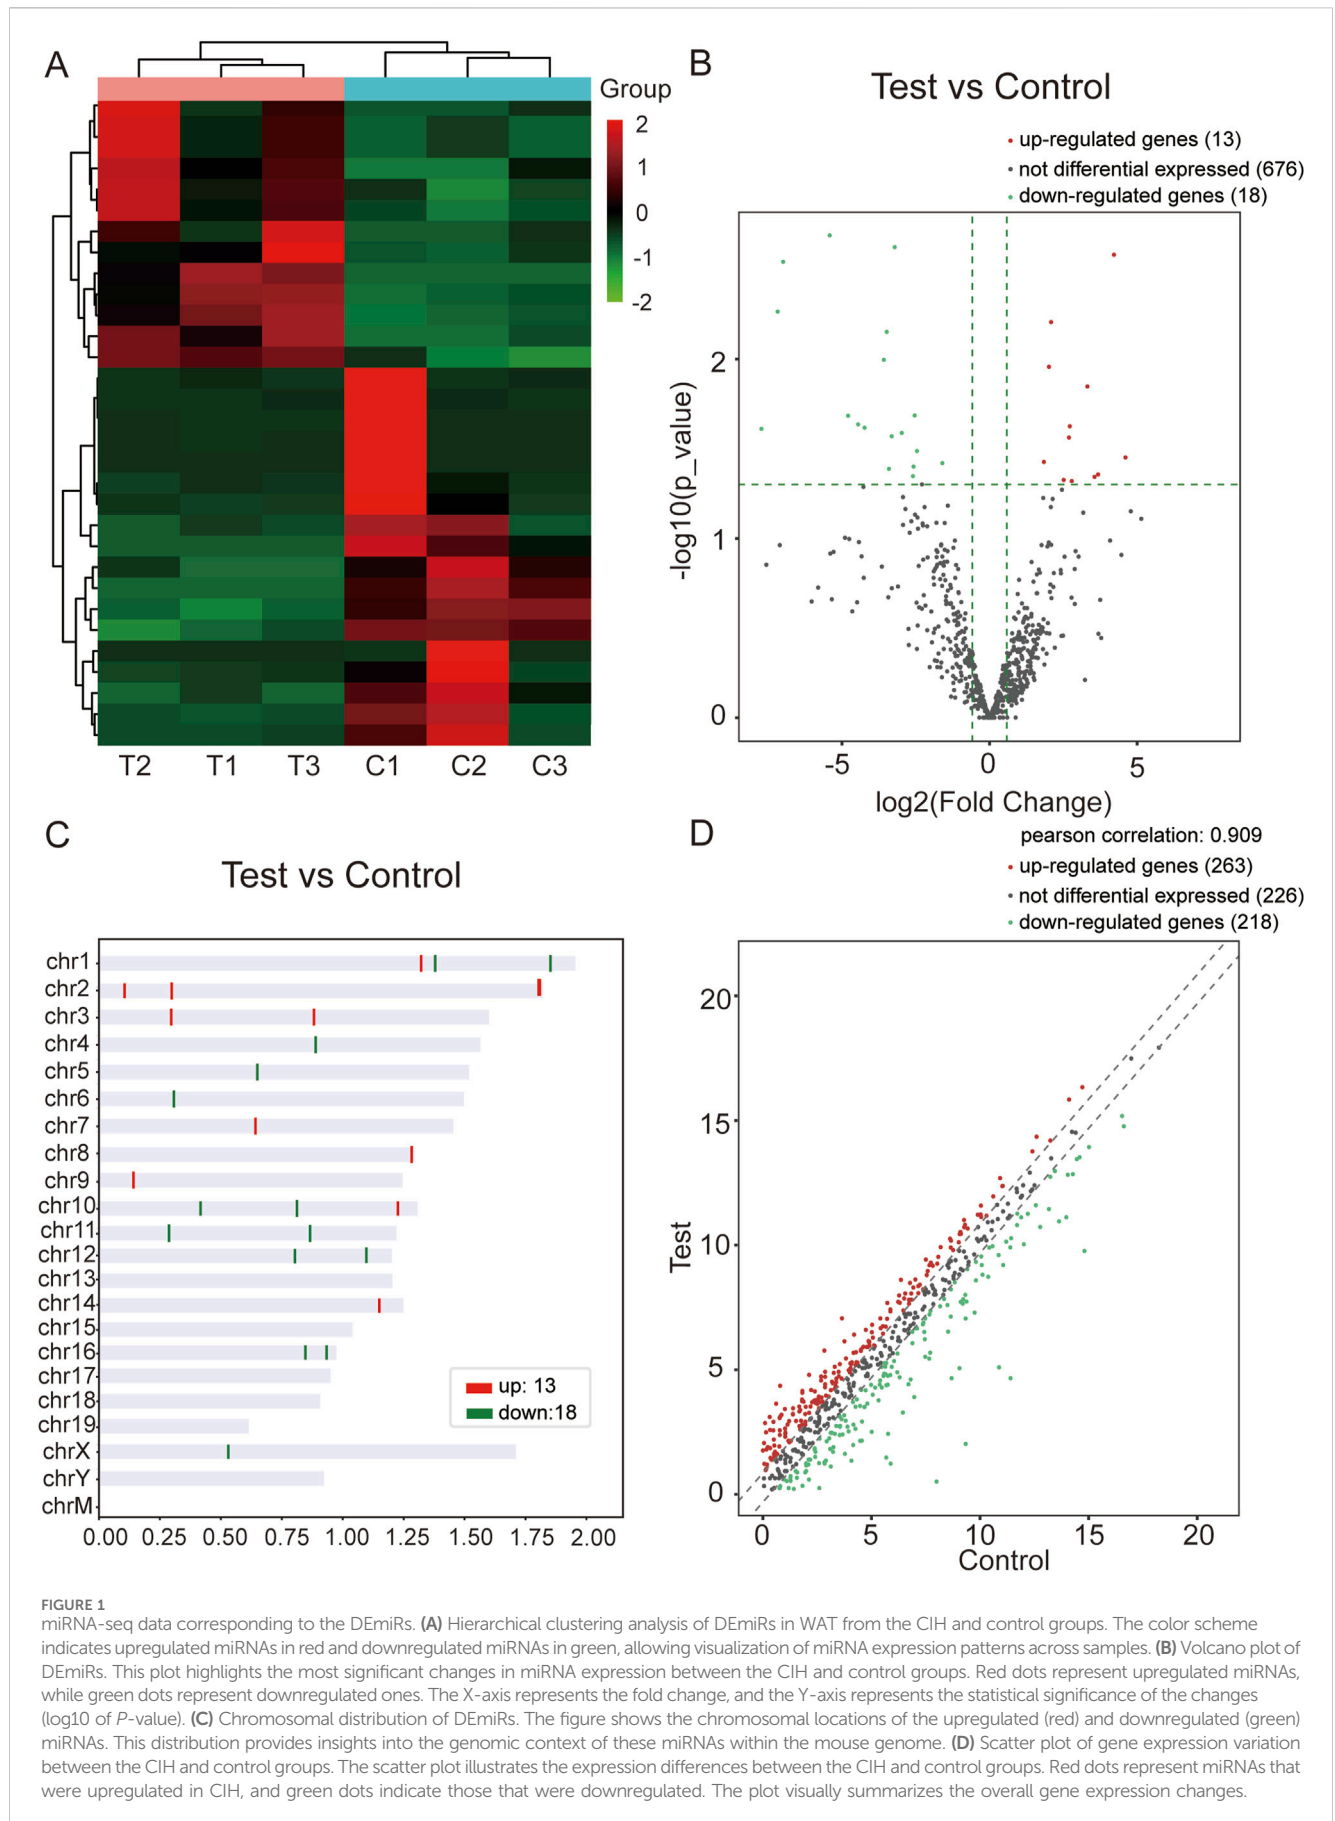 A
Group
2
1
0
-1
-2
T2
T1
T3
C1
C2
C3
B
Test vs Control
up-regulated genes (13)
not differential expressed (676)
down-regulated genes (18)
-log10(p_value)
2
1
0
-5
0
5
log2(Fold Change)
C
Test vs Control
chr1
chr2
chr3
chr4
chr5
chr6
chr7
chr8
chr9
chr10
chr11
chr12
chr13
chr14
chr15
chr16
chr17
chr18
chr19
chrX
chrY
chrM
up: 13
down:18
0.00 0.25 0.50 0.75 1.00 1.25 1.50 1.75 2.00
D
pearson correlation: 0.909
up-regulated genes (263)
not differential expressed (226)
down-regulated genes (218)
Test
20
15
10
5
0
0
5
10
15
20
Control
FIGURE 1
miRNA-seq data corresponding to the DEmiRs. (A) Hierarchical clustering analysis of DEmiRs in WAT from the CIH and control groups. The color scheme
indicates upregulated miRNAs in red and downregulated miRNAs in green, allowing visualization of miRNA expression patterns across samples. (B) Volcano plot of
DEmiRs. This plot highlights the most significant changes in miRNA expression between the CIH and control groups. Red dots represent upregulated miRNAs,
while green dots represent downregulated ones. The X-axis represents the fold change, and the Y-axis represents the statistical significance of the changes
(log10 of P-value). (C) Chromosomal distribution of DEmiRs. The figure shows the chromosomal locations of the upregulated (red) and downregulated (green)
miRNAs. This distribution provides insights into the genomic context of these miRNAs within the mouse genome. (D) Scatter plot of gene expression variation
between the CIH and control groups. The scatter plot illustrates the expression differences between the CIH and control groups. Red dots represent miRNAs that
were upregulated in CIH, and green dots indicate those that were downregulated. The plot visually summarizes the overall gene expression changes.